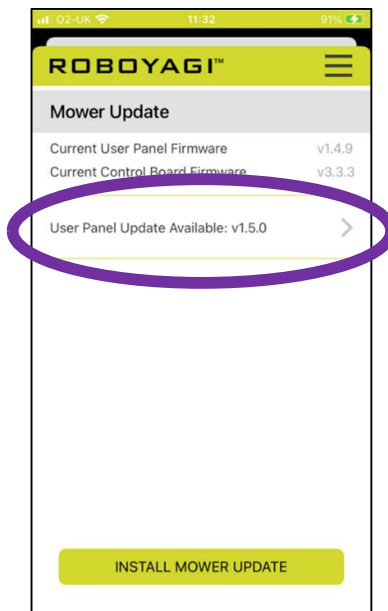 O2-UK 11:32 91%
ROBOYAGI™
Mower Update
Current User Panel Firmware v1.4.9
Current Control Board Firmware v3.3.3
User Panel Update Available: v1.5.0
INSTALL MOWER UPDATE